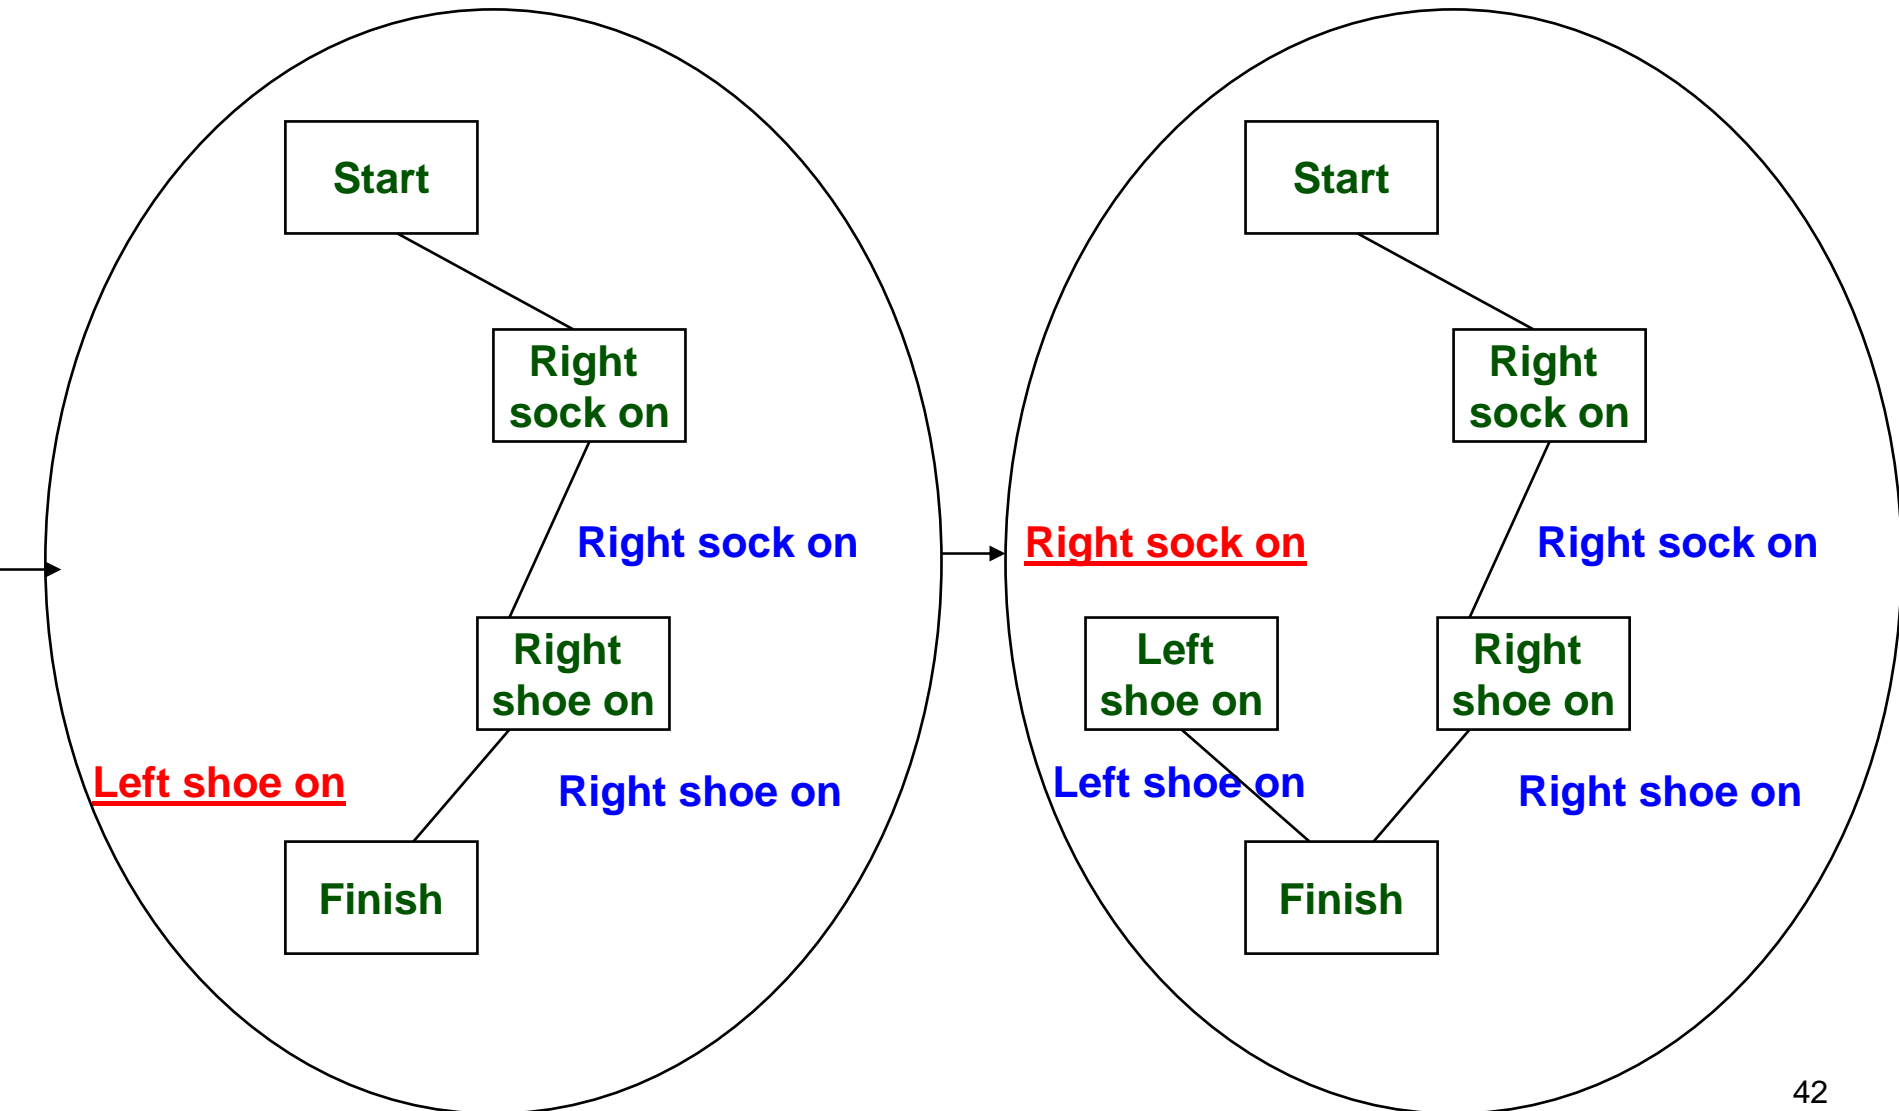 Start
Right
sock on
Right sock on
Right
shoe on
Left shoe on
Right shoe on
Finish
Start
Right
sock on
Right sock on
Right sock on
Left
shoe on
Right
shoe on
Left shoe on
Right shoe on
Finish
42